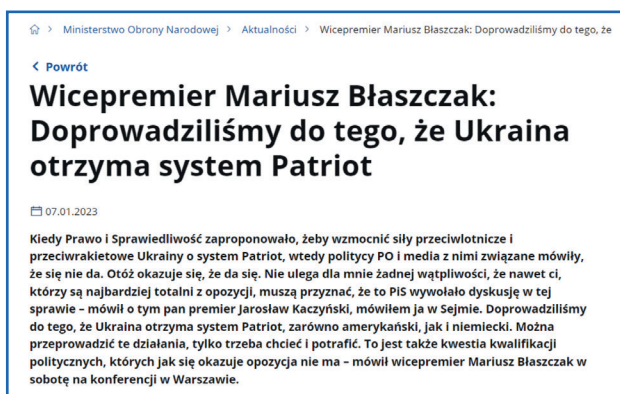 Ministerstwo Obrony Narodowej > Aktualności > Wicepremier Mariusz Błaszczak: Doprowadziliśmy do tego, że
< Powrót
Wicepremier Mariusz Błaszczak:
Doprowadziliśmy do tego, że Ukraina
otrzyma system Patriot
07.01.2023
Kiedy Prawo i Sprawiedliwość zaproponowało, żeby wzmocnić siły przeciwlotnicze i
przeciwrakietowe Ukrainy o system Patriot, wtedy politycy PO i media z nimi związane mówiły,
że się nie da. Otóż okazuje się, że da się. Nie ulega dla mnie żadnej wątpliwości, że nawet ci,
którzy są najbardziej totalni z opozycji, muszą przyznać, że to PiS wywołało dyskusję w tej
sprawie – mówił o tym pan premier Jarosław Kaczyński, mówiłem ja w Sejmie. Doprowadziliśmy
do tego, że Ukraina otrzyma system Patriot, zarówno amerykański, jak i niemiecki. Można
przeprowadzić te działania, tylko trzeba chcieć i potrafić. To jest także kwestia kwalifikacji
politycznych, których jak się okazuje opozycja nie ma – mówił wicepremier Mariusz Błaszczak w
sobotę na konferencji w Warszawie.